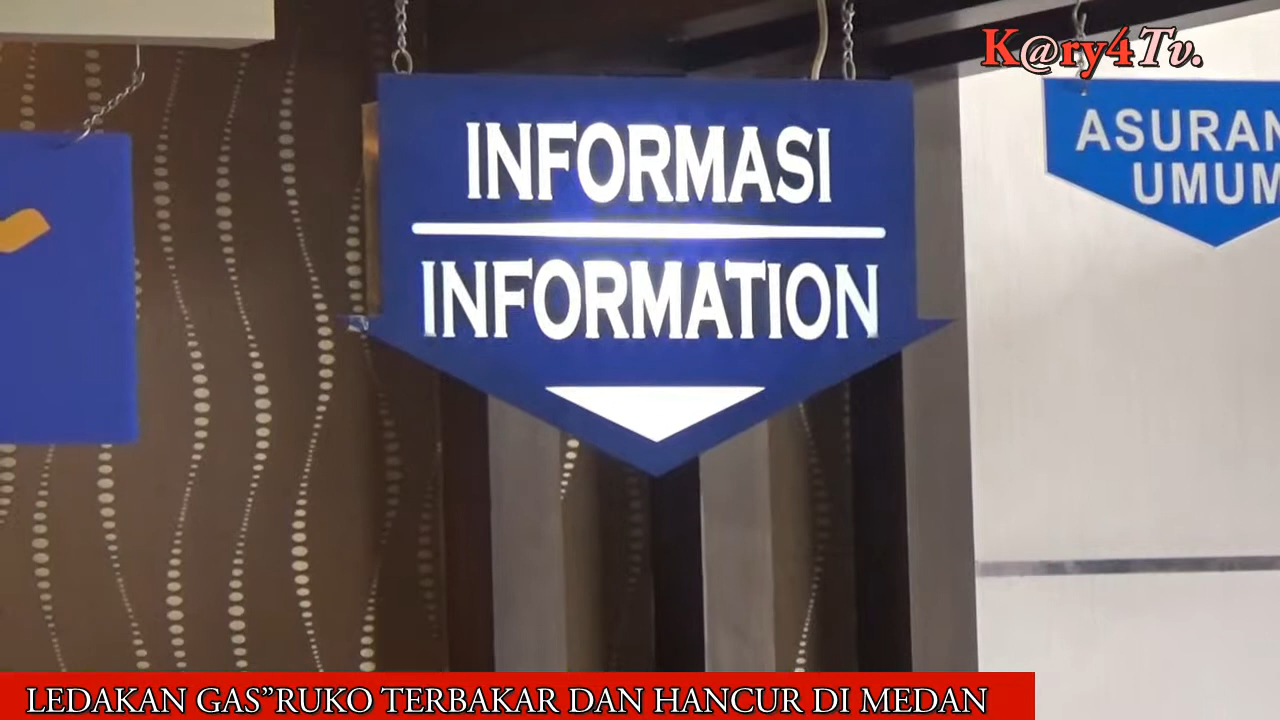 K@ry4Tv.
INFORMASI
INFORMATION
ASURAN
UMUM
LEDAKAN GAS”RUKO TERBAKAR DAN HANCUR DI MEDAN